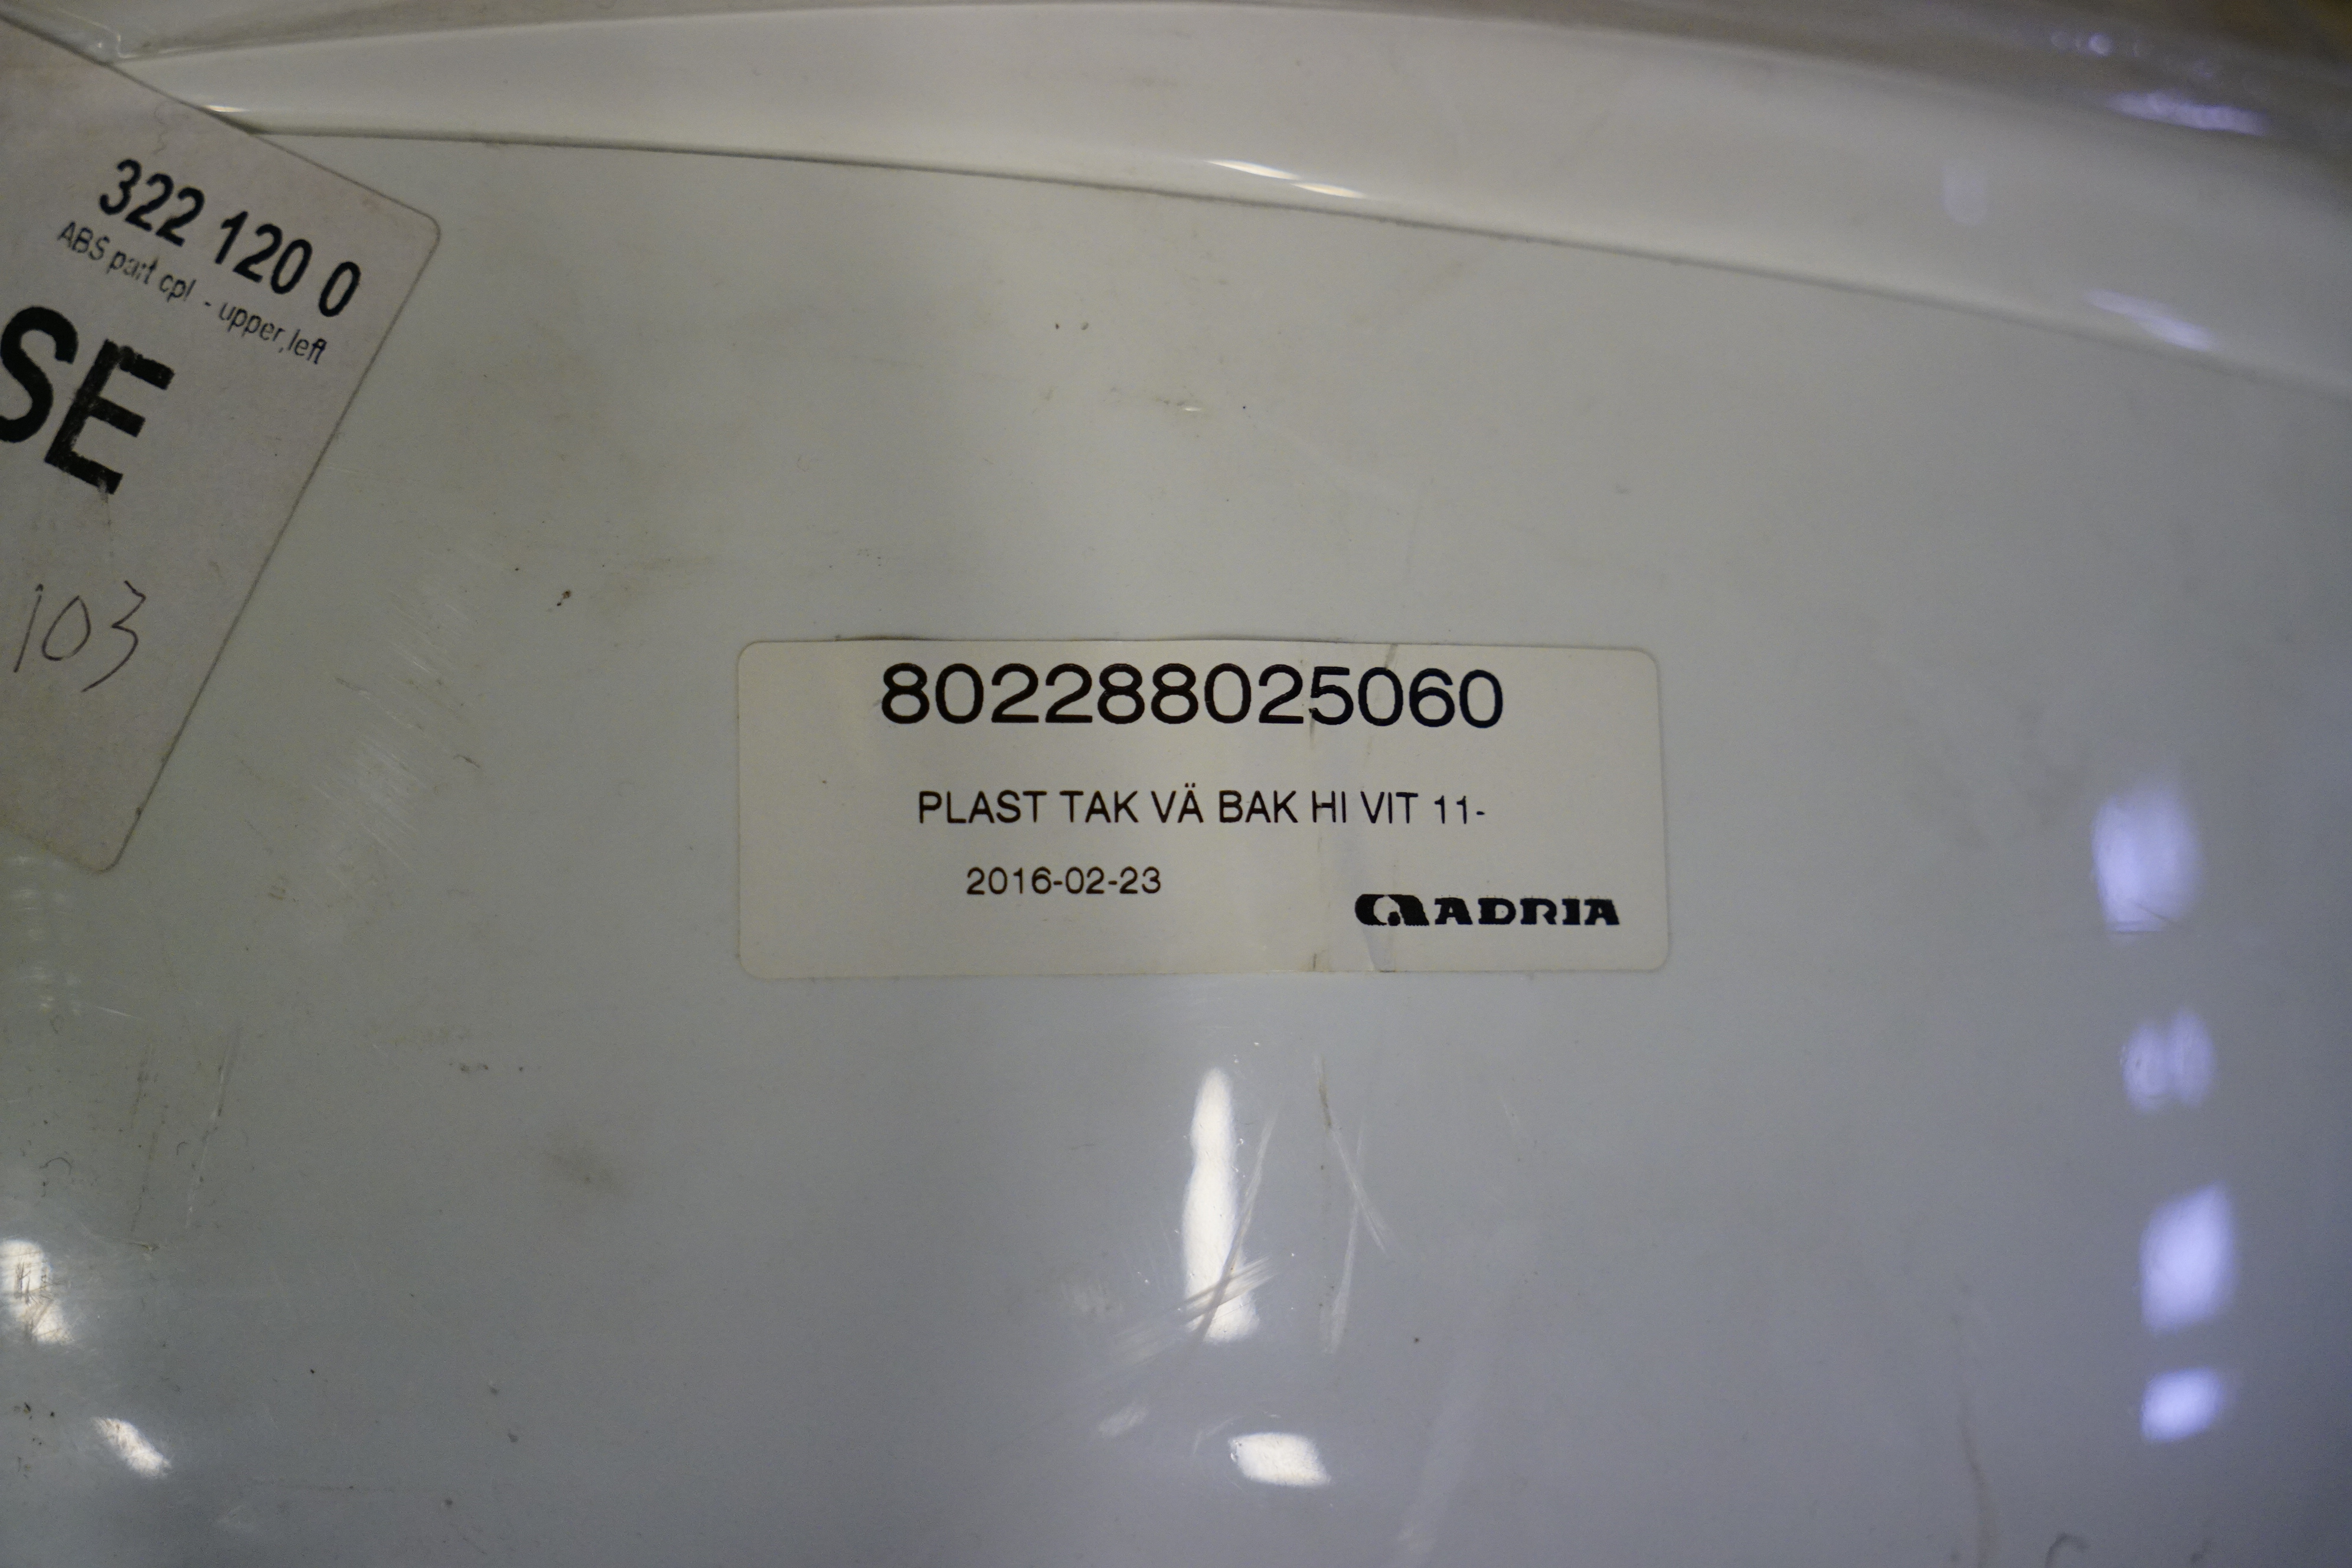 322 120 0
ABS part cpl - upper,left
SE
103
802288025060
PLAST TAK VÄ BAK HI VIT 11-
2016-02-23
ADRIA